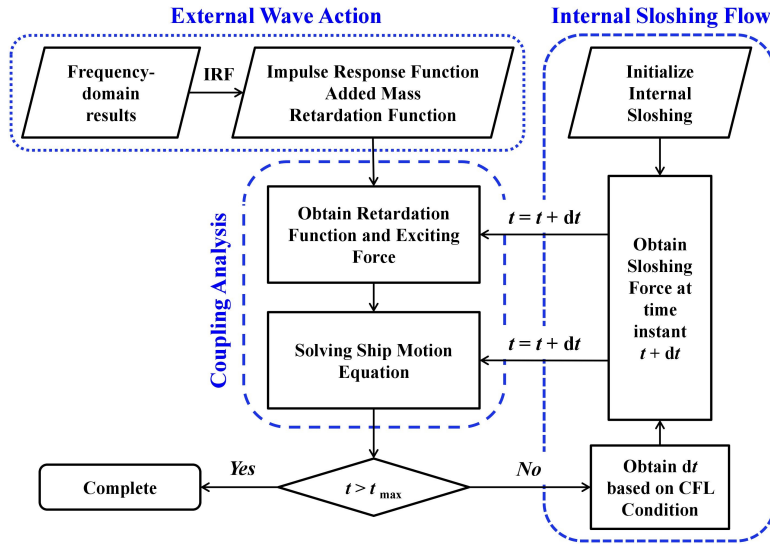 External Wave Action
Internal Sloshing Flow
Frequency-
domain
results
IRF
Impulse Response Function
Added Mass
Retardation Function
Initialize
Internal
Sloshing
Coupling Analysis
Obtain Retardation
Function and Exciting
Force
t = t + dt
Obtain
Sloshing
Force at
time
instant
t + dt
Solving Ship Motion
Equation
t = t + dt
Complete
Yes
t > t max
No
Obtain dt
based on CFL
Condition